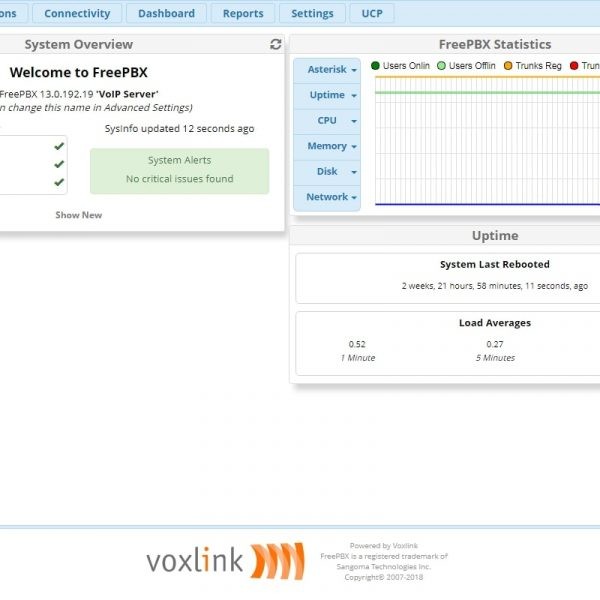 ons Connectivity Dashboard Reports Settings UCP
System Overview
Welcome to FreePBX
FreePBX 13.0.192.19 'VoIP Server'
n change this name in Advanced Settings)
SysInfo updated 12 seconds ago
System Alerts
No critical issues found
Show New
FreePBX Statistics
Asterisk
Uptime
CPU
Memory
Disk
Network
Users Onlin Users Offlin Trunks Reg Trun
Uptime
System Last Rebooted
2 weeks, 21 hours, 58 minutes, 11 seconds, ago
Load Averages
0.52 0.27
1 Minute 5 Minutes
voxlink
Powered by Voxlink
FreePBX is a registered trademark of
Sangoma Technologies Inc.
Copyright© 2007-2018